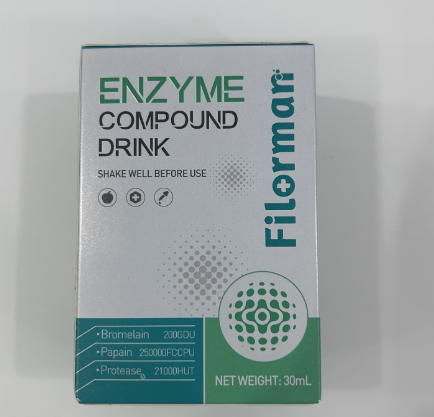 ENZYME
COMPOUND
DRINK
SHAKE WELL BEFORE USE
Filorman
•Bromelain 200GDU
•Papain 250000FCCPU
•Protease 21000HUT
NET WEIGHT: 30mL